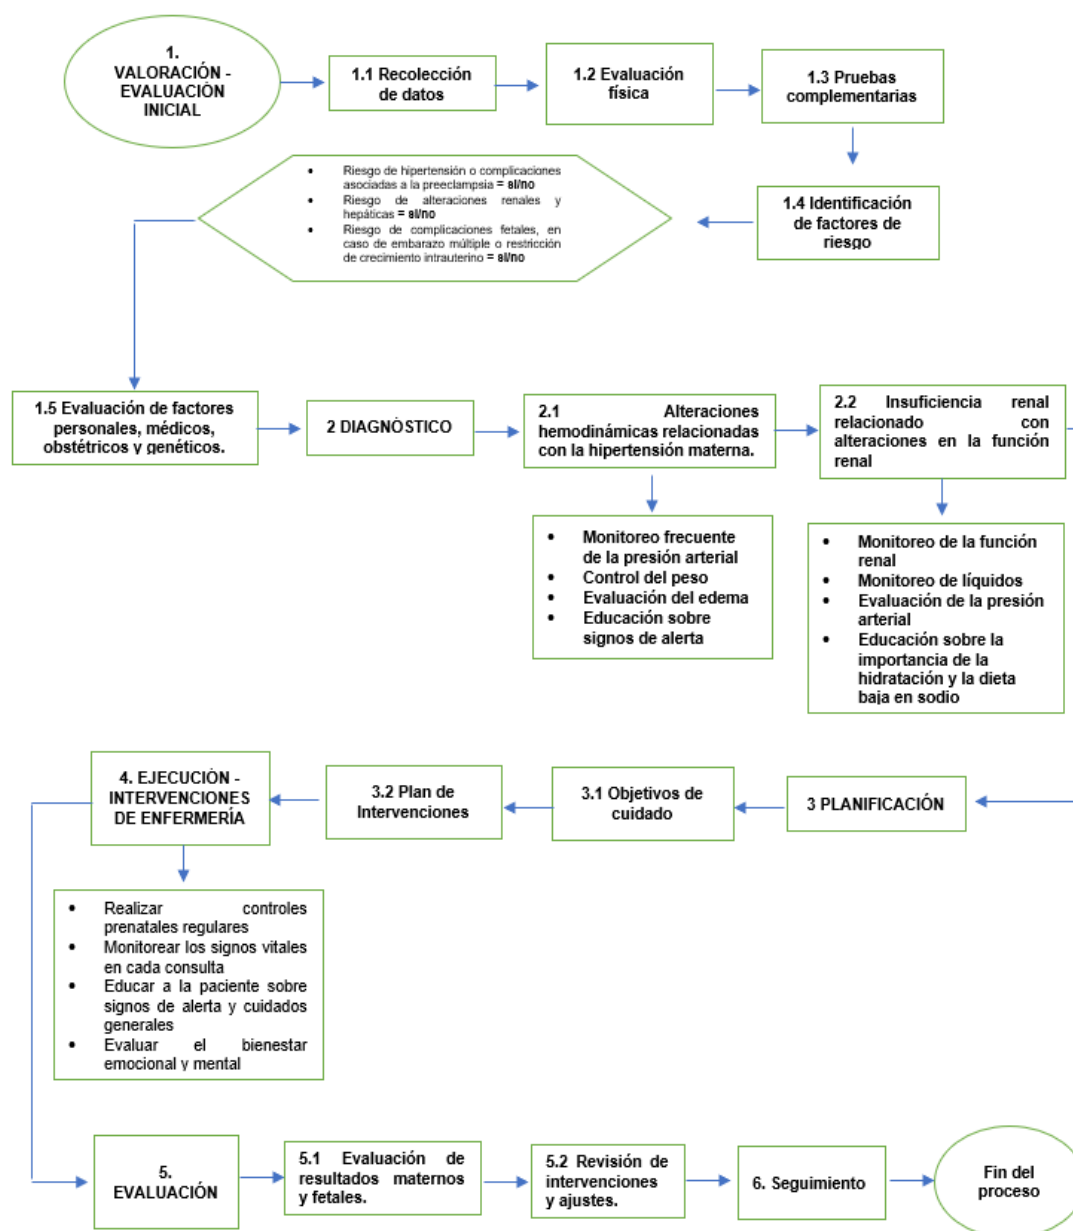 1.
VALORACIÓN -
EVALUACIÓN
INICIAL
1.1 Recolección
de datos
1.2 Evaluación
física
1.3 Pruebas
complementarias
• Riesgo de hipertensión o complicaciones
asociadas a la preeclampsia = si/no
• Riesgo de alteraciones renales y
hepáticas = si/no
• Riesgo de complicaciones fetales, en
caso de embarazo múltiple o restricción
de crecimiento intrauterino = si/no
1.4 Identificación
de factores de
riesgo
1.5 Evaluación de factores
personales, médicos,
obstétricos y genéticos.
2 DIAGNÓSTICO
2.1 Alteraciones
hemodinámicas relacionadas
con la hipertensión materna.
2.2 Insuficiencia renal
relacionado con
alteraciones en la función
renal
• Monitoreo frecuente
de la presión arterial
• Control del peso
• Evaluación del edema
• Educación sobre
signos de alerta
• Monitoreo de la función
renal
• Monitoreo de líquidos
• Evaluación de la presión
arterial
• Educación sobre la
importancia de la
hidratación y la dieta
baja en sodio
4. EJECUCIÓN -
INTERVENCIONES
DE ENFERMERÍA
3.2 Plan de
Intervenciones
3.1 Objetivos de
cuidado
3 PLANIFICACIÓN
• Realizar controles
prenatales regulares
• Monitorear los signos vitales
en cada consulta
• Educar a la paciente sobre
signos de alerta y cuidados
generales
• Evaluar el bienestar
emocional y mental
5.
EVALUACIÓN
5.1 Evaluación de
resultados maternos
y fetales.
5.2 Revisión de
intervenciones
y ajustes.
6. Seguimiento
Fin del
proceso